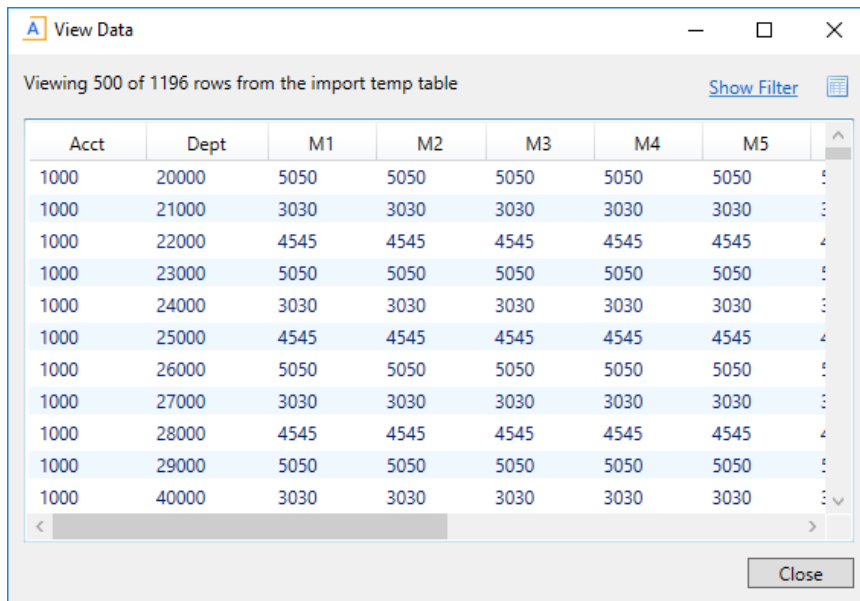 A View Data
Viewing 500 of 1196 rows from the import temp table Show Filter
Acct Dept M1 M2 M3 M4 M5
1000 20000 5050 5050 5050 5050 5050
1000 21000 3030 3030 3030 3030 3030
1000 22000 4545 4545 4545 4545 4545
1000 23000 5050 5050 5050 5050 5050
1000 24000 3030 3030 3030 3030 3030
1000 25000 4545 4545 4545 4545 4545
1000 26000 5050 5050 5050 5050 5050
1000 27000 3030 3030 3030 3030 3030
1000 28000 4545 4545 4545 4545 4545
1000 29000 5050 5050 5050 5050 5050
1000 40000 3030 3030 3030 3030 3030
Close